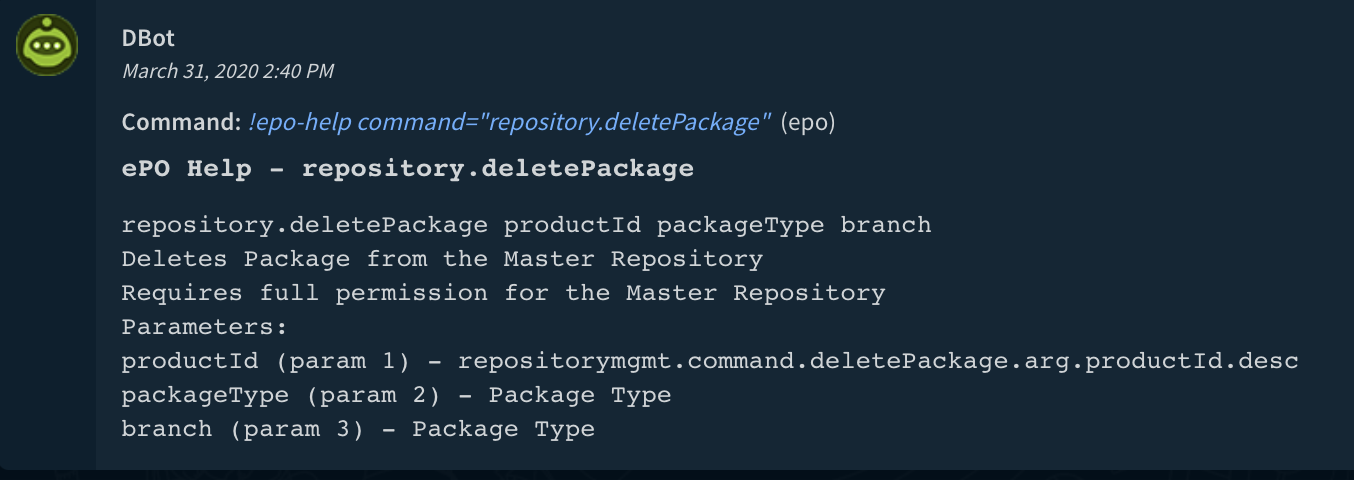 DBot
March 31, 2020 2:40 PM
Command: !epo-help command="repository.deletePackage" (epo)
ePO Help - repository.deletePackage
repository.deletePackage productId packageType branch
Deletes Package from the Master Repository
Requires full permission for the Master Repository
Parameters:
productId (param 1) - repositorymgmt.command.deletePackage.arg.productId.desc
packageType (param 2) - Package Type
branch (param 3) - Package Type